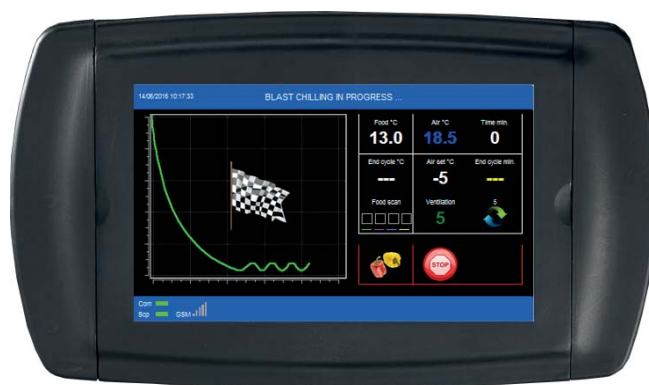 14/06/2016 10:17:33
BLAST CHILLING IN PROGRESS ...
Food °C
Air °C
Time min.
13.0
18.5
0
End cycle °C
Air set °C
End cycle min.
---
-5
---
Food scan
Ventilation
5
5
STOP
Com
Scp
GSM